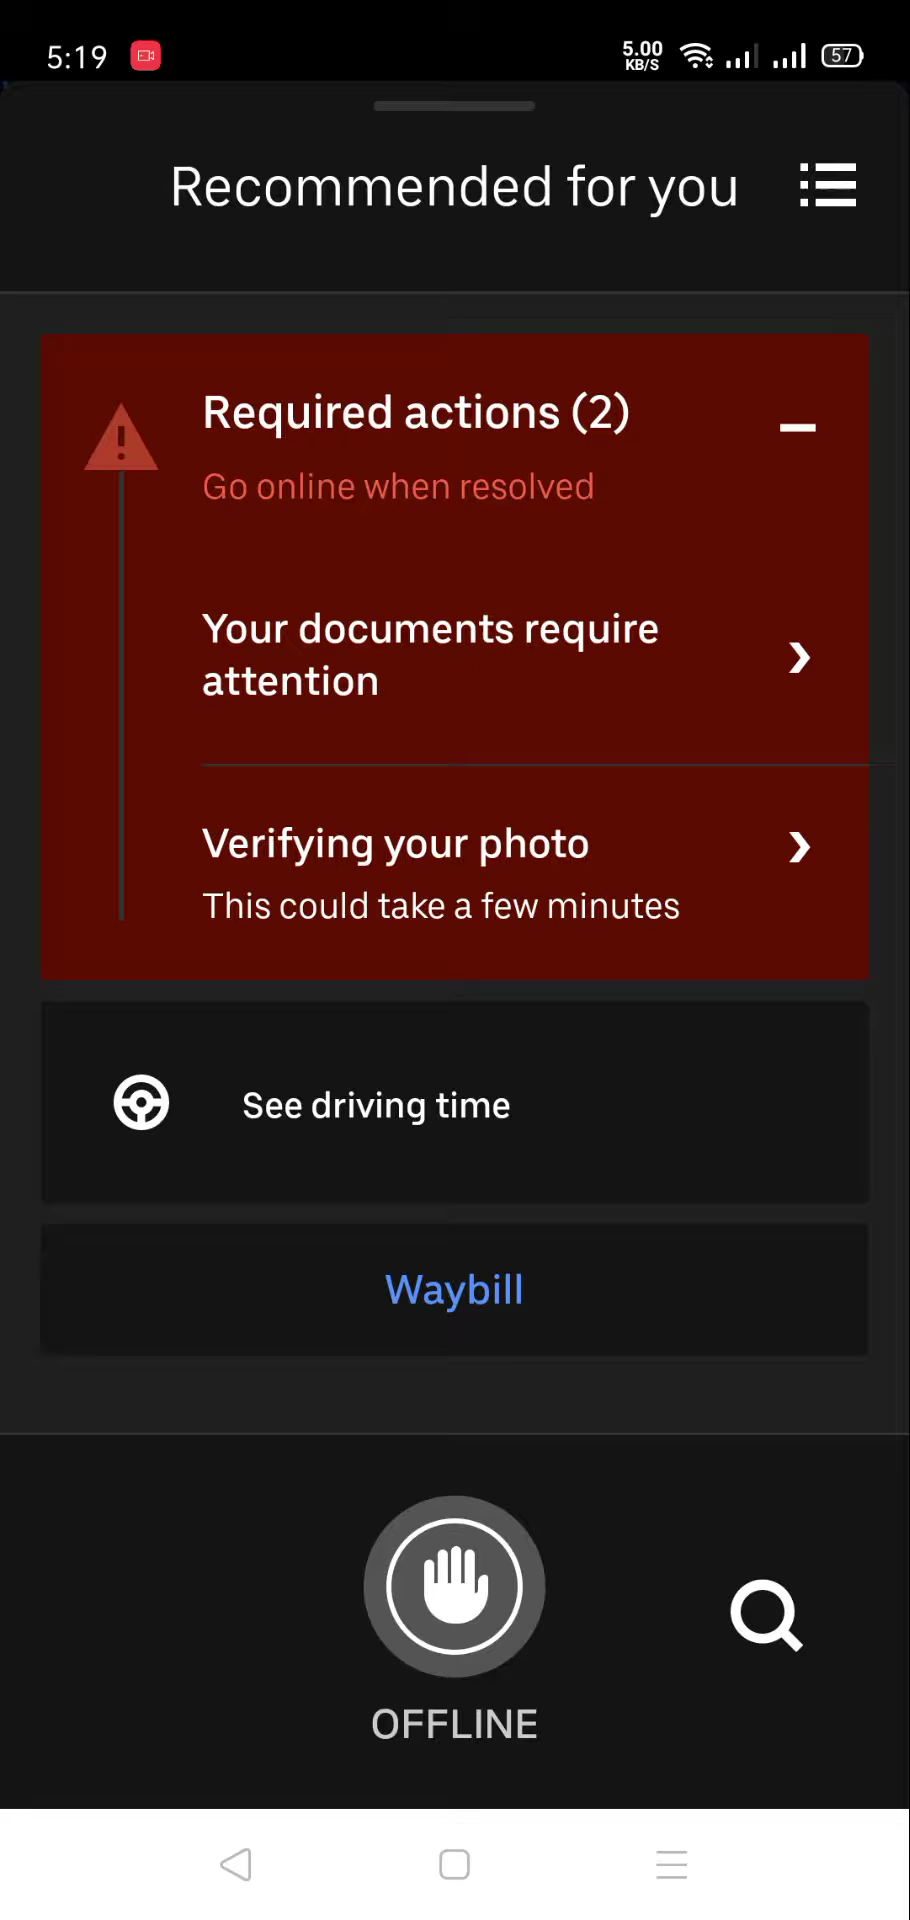 5:19
5.00
KB/S
57
Recommended for you
Required actions (2)
Go online when resolved
Your documents require
attention
Verifying your photo
This could take a few minutes
See driving time
Waybill
OFFLINE